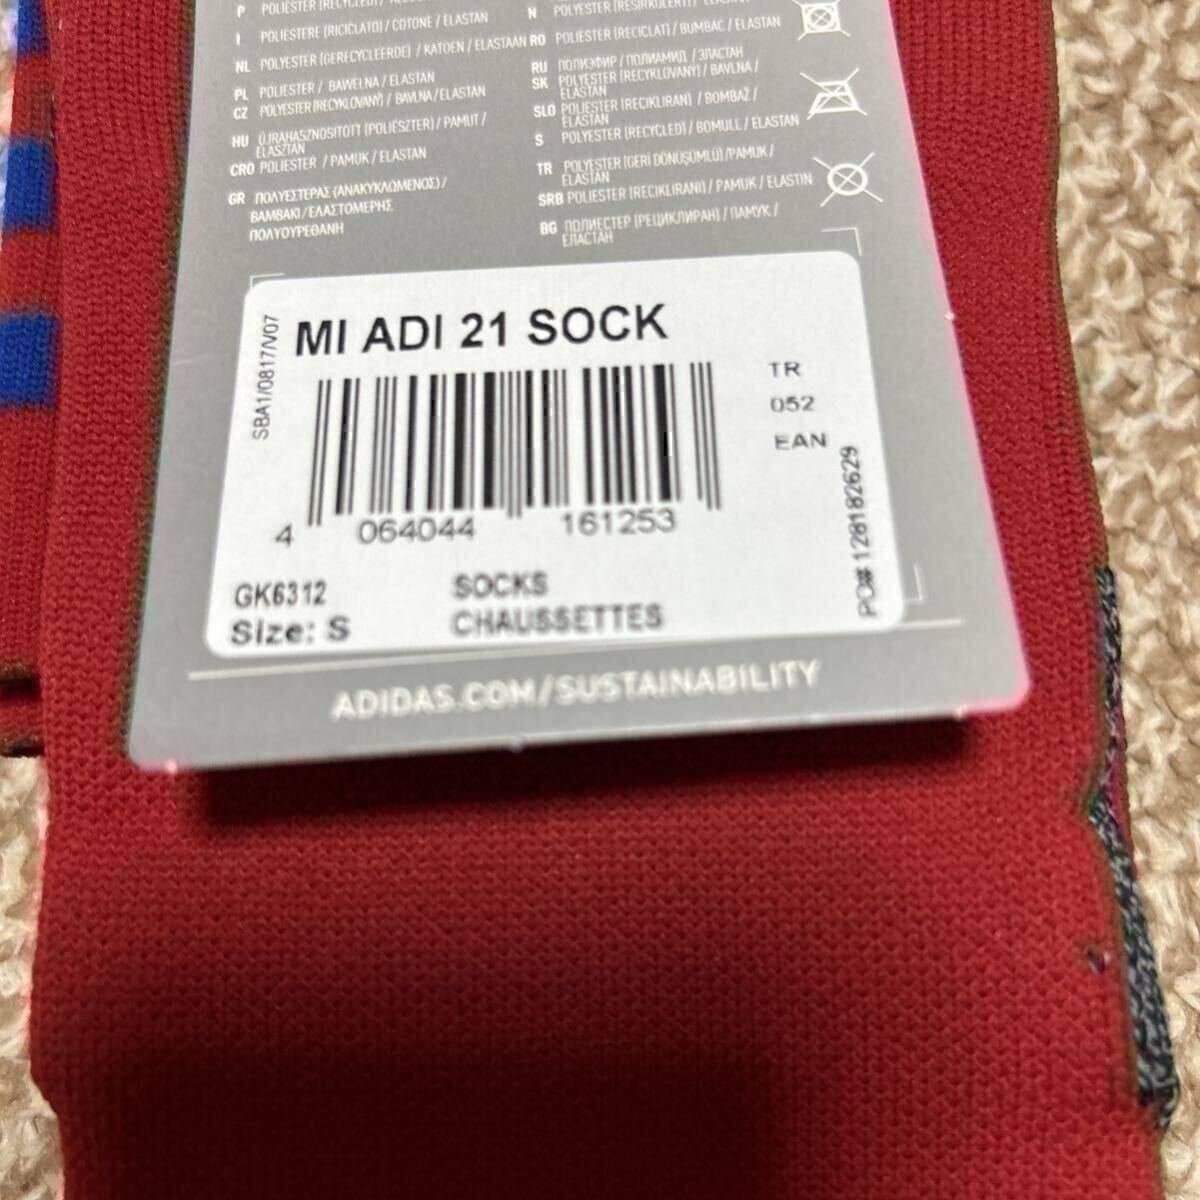 P POLIESTER (RECYCLED) /
I POLIESTERE (RICICLATO) / COTONE / ELASTAN
NL POLYESTER (GERECYCLEERDE) / KATOEN / ELASTAAN
PL POLIESTER / BAWEŁNA / ELASTAN
CZ POLYESTER (RECYKLOVANÝ) / BAVLNA / ELASTAN
HU ÚJRAHASZNOSÍTOTT (POLIÉSZTER) / PAMUT /
ELASZTÁN
CRO POLIESTER / PAMUK / ELASTAN
GR ΠΟΛΥΕΣΤΕΡΑΣ (ΑΝΑΚΥΚΛΩΜΕΝΟΣ) /
ΒΑΜΒΑΚΙ / ΕΛΑΣΤΟΜΕΡΗΣ
ΠΟΛΥΟΥΡΕΘΑΝΗ
N POLYESTER (RESIRKULERT) /
RO POLIESTER (RECICLAT) / BUMBAC / ELASTAN
RU ПОЛИЭФИР / ПОЛИАМИД / ЭЛАСТАН
SK POLYESTER (RECYKLOVANÝ) / BAVLNA /
ELASTAN
SLO POLIESTER (RECIKLIRAN) / BOMBAŽ /
ELASTAN
S POLYESTER (RECYCLED) / BOMULL / ELASTAN
TR POLYESTER (GERİ DÖNÜŞÜMLÜ) /PAMUK /
ELASTAN
SRB POLIESTER (RECIKLIRANI) / PAMUK / ELASTIN
BG ПОЛИЕСТЕР (РЕЦИКЛИРАН) / ПАМУК /
ЕЛАСТАН
SBA1/0817/V07
MI ADI 21 SOCK
TR
052
EAN
4 064044 161253
PO# 128182629
GK6312
Size: S
SOCKS
CHAUSSETTES
ADIDAS.COM/SUSTAINABILITY